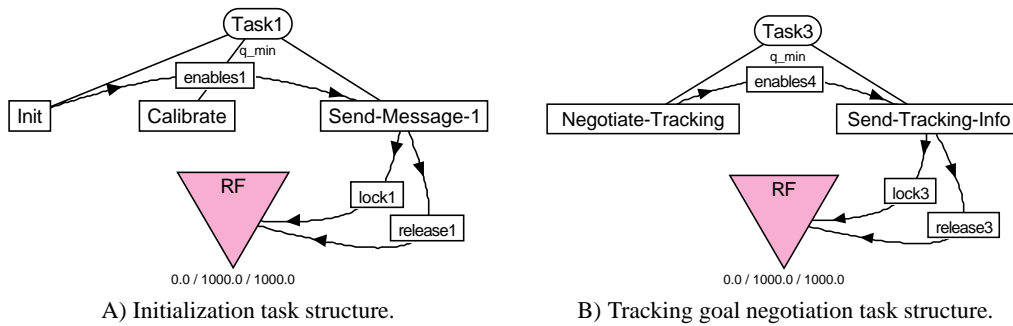 Task1
q_min
enables1
Init
Calibrate
Send-Message-1
RF
lock1
release1
0.0 / 1000.0 / 1000.0
A) Initialization task structure.
Task3
q_min
enables4
Negotiate-Tracking
Send-Tracking-Info
RF
lock3
release3
0.0 / 1000.0 / 1000.0
B) Tracking goal negotiation task structure.